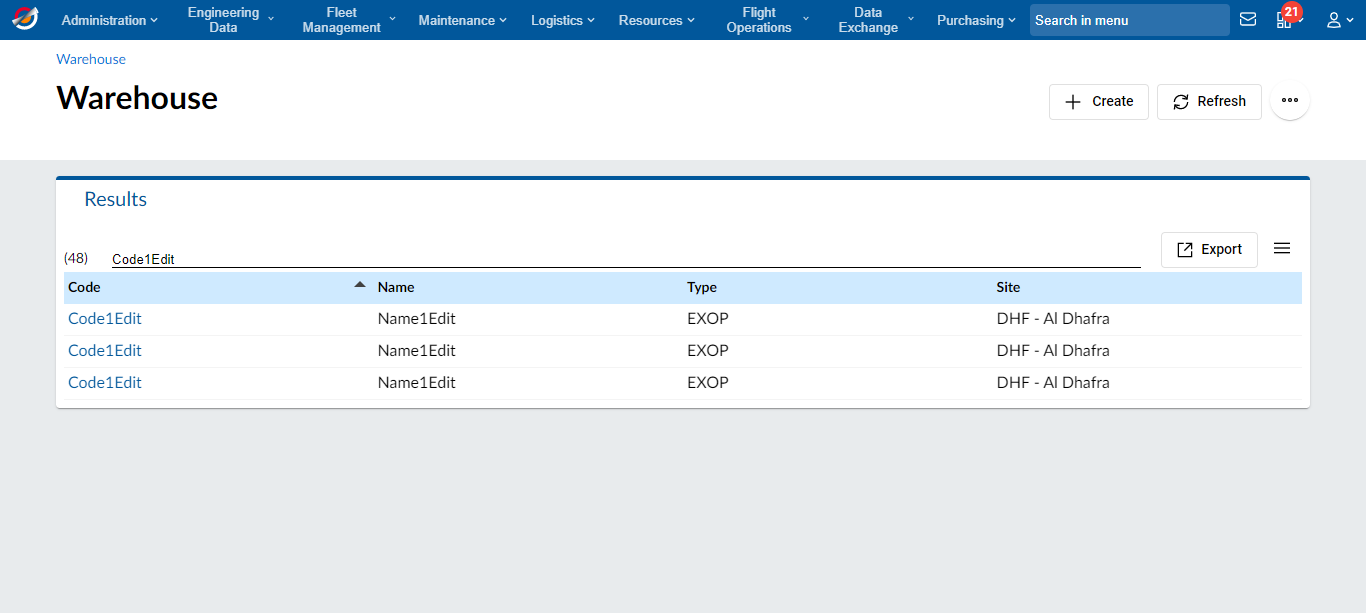 Administration
Engineering
Data
Fleet
Management
Maintenance
Logistics
Resources
Flight
Operations
Data
Exchange
Purchasing
Search in menu
21
Warehouse
Warehouse
Create
Refresh
Results
(48)
Code1Edit
Export
Code Name Type Site
Code1Edit Name1Edit EXOP DHF - Al Dhafra
Code1Edit Name1Edit EXOP DHF - Al Dhafra
Code1Edit Name1Edit EXOP DHF - Al Dhafra